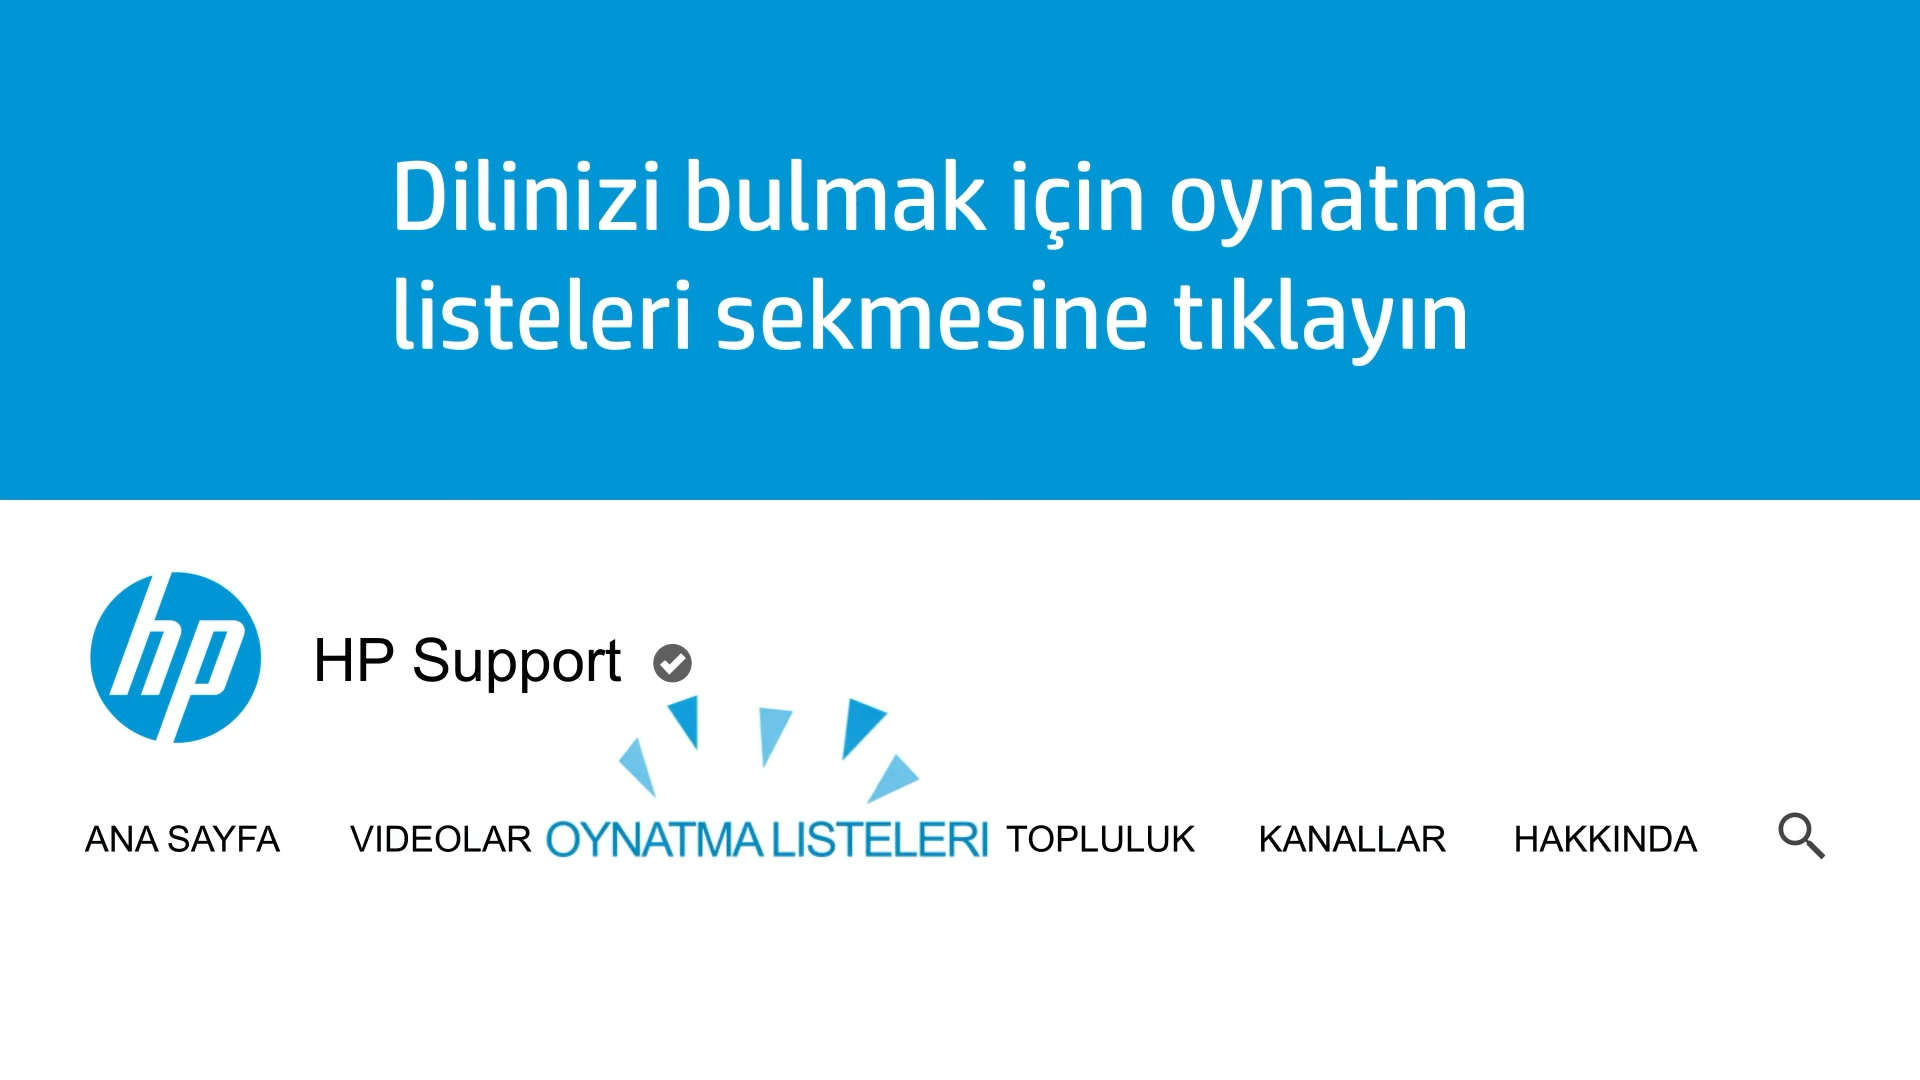 Dilinizi bulmak için oynatma
listeleri sekmesine tıklayın
hp
HP Support
ANA SAYFA VIDEOLAR OYNATMA LISTELERI TOPLULUK KANALLAR HAKKINDA